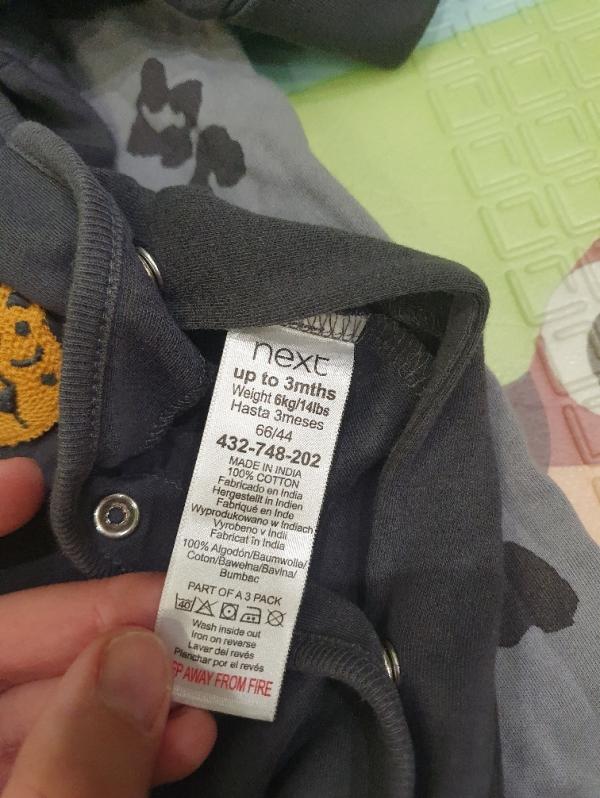 next
up to 3mths
Weight 6kg/14lbs
Hasta 3meses
66/44
432-748-202
MADE IN INDIA
100% COTTON
Fabricado en India
Hergestellt in Indien
Fabriqué en Inde
Wyprodukowano w Indiach
Vyrobeno v Indii
Fabricat în India
100% Algodón/Baumwolle/
Coton/Bawełna/Bavlna/
Bumbac
PART OF A 3 PACK
40
Wash inside out
Iron on reverse
Lavar del revés
Planchar por el revés
AWAY FROM FIRE